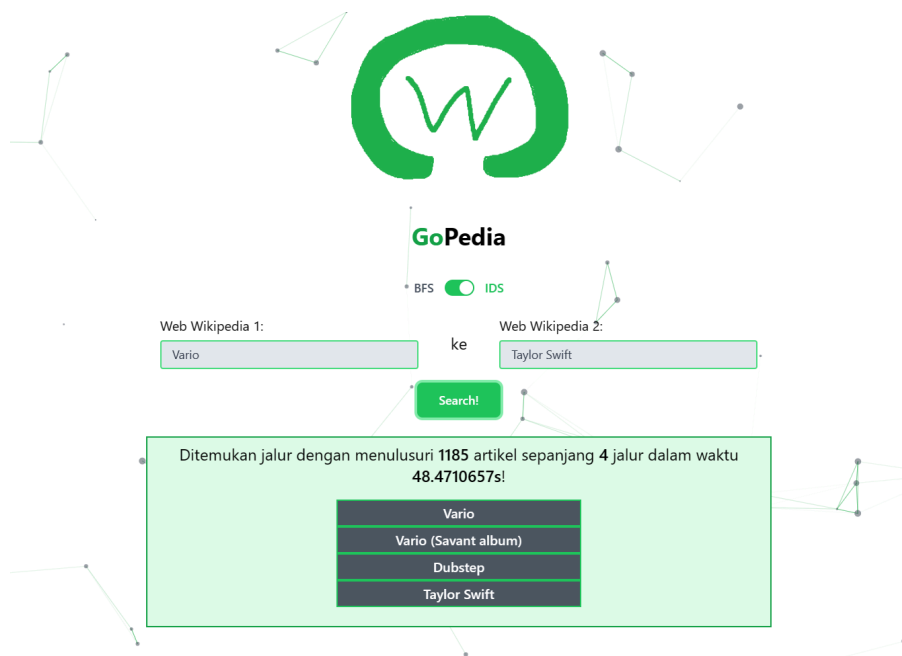 W
GoPedia
BFS IDS
Web Wikipedia 1:
Vario
ke
Web Wikipedia 2:
Taylor Swift
Search!
Ditemukan jalur dengan menulusuri 1185 artikel sepanjang 4 jalur dalam waktu
48.4710657s!
Vario
Vario (Savant album)
Dubstep
Taylor Swift